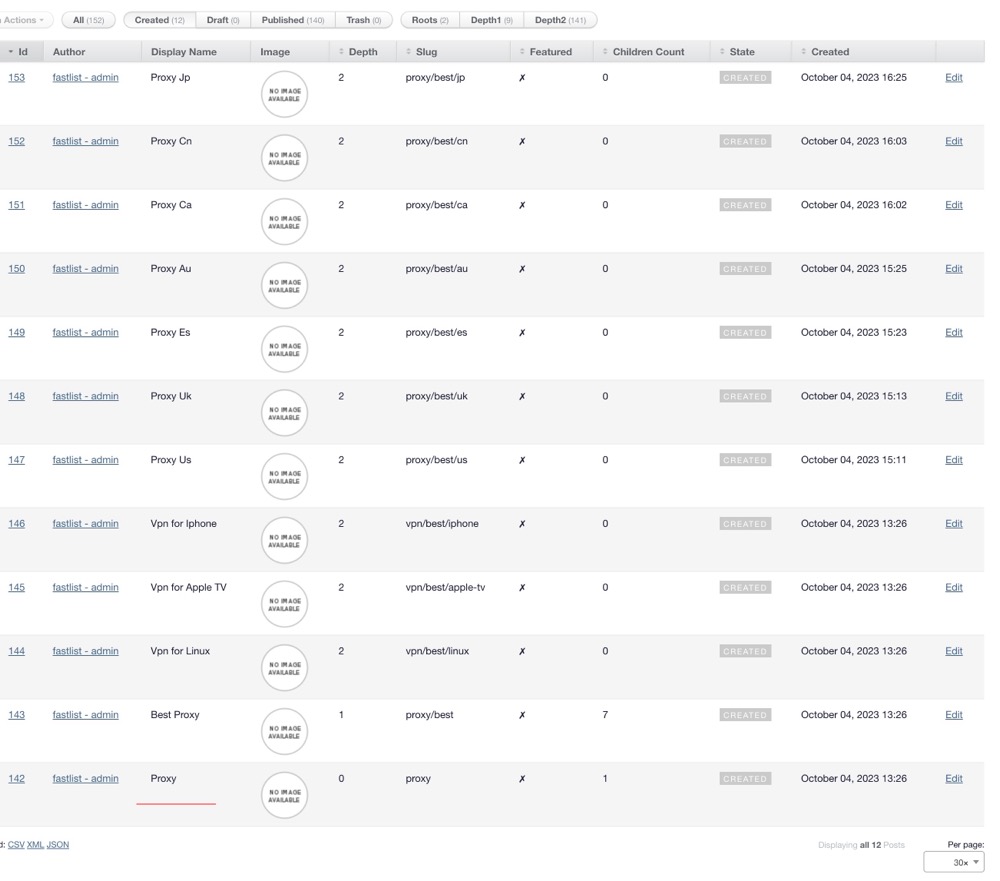 Actions
All (152)
Created (12) Draft (0) Published (140) Trash (0)
Roots (2) Depth1 (9) Depth2 (141)
Id Author Display Name Image Depth Slug Featured Children Count State Created
153 fastlist - admin Proxy Jp NO IMAGE AVAILABLE 2 proxy/best/jp ✗ 0 CREATED October 04, 2023 16:25 Edit
152 fastlist - admin Proxy Cn NO IMAGE AVAILABLE 2 proxy/best/cn ✗ 0 CREATED October 04, 2023 16:03 Edit
151 fastlist - admin Proxy Ca NO IMAGE AVAILABLE 2 proxy/best/ca ✗ 0 CREATED October 04, 2023 16:02 Edit
150 fastlist - admin Proxy Au NO IMAGE AVAILABLE 2 proxy/best/au ✗ 0 CREATED October 04, 2023 15:25 Edit
149 fastlist - admin Proxy Es NO IMAGE AVAILABLE 2 proxy/best/es ✗ 0 CREATED October 04, 2023 15:23 Edit
148 fastlist - admin Proxy Uk NO IMAGE AVAILABLE 2 proxy/best/uk ✗ 0 CREATED October 04, 2023 15:13 Edit
147 fastlist - admin Proxy Us NO IMAGE AVAILABLE 2 proxy/best/us ✗ 0 CREATED October 04, 2023 15:11 Edit
146 fastlist - admin Vpn for Iphone NO IMAGE AVAILABLE 2 vpn/best/iphone ✗ 0 CREATED October 04, 2023 13:26 Edit
145 fastlist - admin Vpn for Apple TV NO IMAGE AVAILABLE 2 vpn/best/apple-tv ✗ 0 CREATED October 04, 2023 13:26 Edit
144 fastlist - admin Vpn for Linux NO IMAGE AVAILABLE 2 vpn/best/linux ✗ 0 CREATED October 04, 2023 13:26 Edit
143 fastlist - admin Best Proxy NO IMAGE AVAILABLE 1 proxy/best ✗ 7 CREATED October 04, 2023 13:26 Edit
142 fastlist - admin Proxy NO IMAGE AVAILABLE 0 proxy ✗ 1 CREATED October 04, 2023 13:26 Edit
d: CSV XML JSON
Displaying all 12 Posts
Per page:
30×